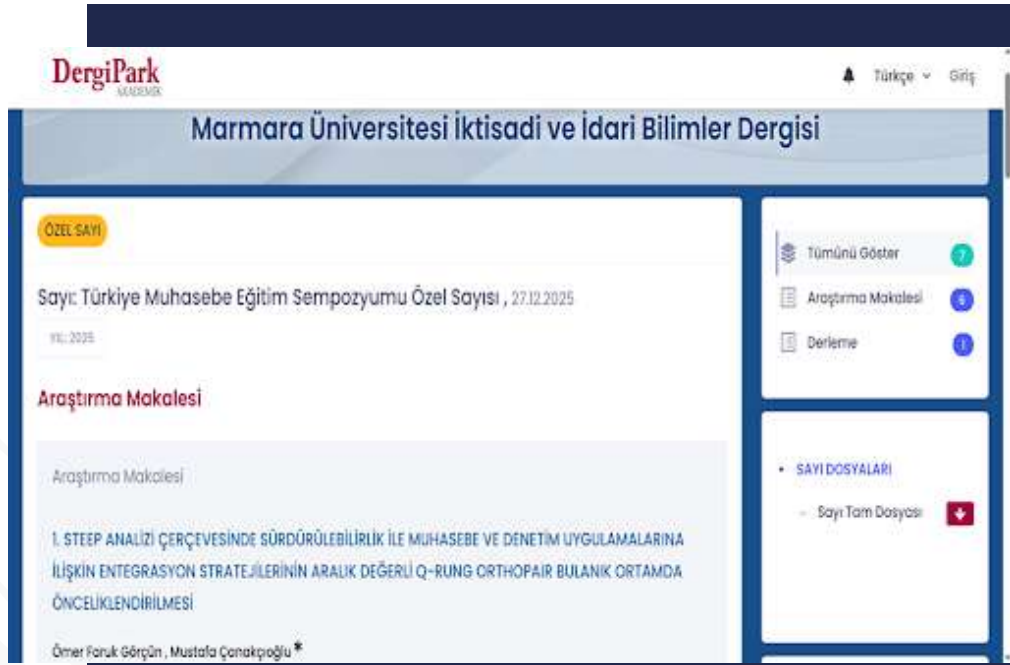 DergiPark
AKADEMİK
Türkçe
Giriş
Marmara Üniversitesi İktisadi ve İdari Bilimler Dergisi
ÖZEL SAYI
Sayı: Türkiye Muhasebe Eğitim Sempozyumu Özel Sayısı , 27.12.2025
YIL: 2025
Araştırma Makalesi
Araştırma Makalesi
1. STEEP ANALİZİ ÇERÇEVESİNDE SÜRDÜRÜLEBİLİRLİK İLE MUHASEBE VE DENETİM UYGULAMALARINA
İLİŞKİN ENTEGRASYON STRATEJİLERİNİN ARALIK DEĞERLİ Q-RUNG ORTHOPAIR BULANIK ORTAMDA
ÖNCELİKLENDİRİLMESİ
Ömer Faruk Görçün , Mustafa Çanakçıoğlu *
Tümünü Göster 7
Araştırma Makalesi 6
Derleme 1
SAYI DOSYALARI
Sayı Tam Dosyası